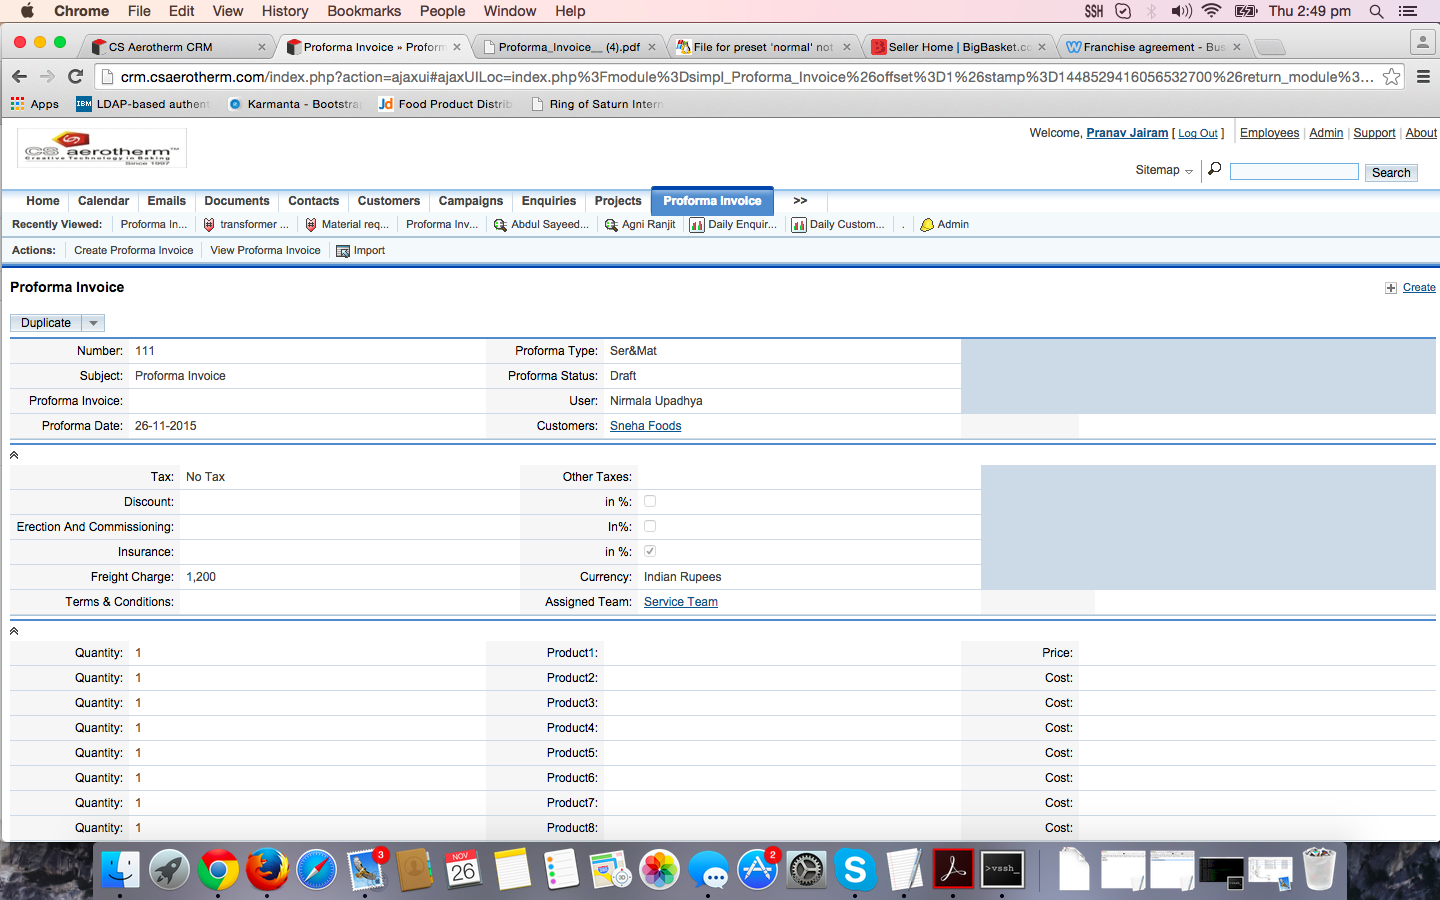 Chrome File Edit View History Bookmarks People Window Help SSH Thu 2:49 pm
CS Aerotherm CRM Proforma Invoice » Proform Proforma_Invoice__ (4).pdf File for preset 'normal' not Seller Home | BigBasket.co Franchise agreement - Bus
crm.csaerotherm.com/index.php?action=ajaxui#ajaxUILoc=index.php%3Fmodule%3Dsimpl_Proforma_Invoice%26offset%3D1%26stamp%3D1448529416056532700%26return_module%3...
Apps IBM LDAP-based authent Karmanta - Bootstra Jd Food Product Distrib Ring of Saturn Intern
CS aerotherm™
Creative Technology in Baking
Since 1997
Welcome, Pranav Jairam [ Log Out ] Employees | Admin | Support | About
Sitemap Search
Home Calendar Emails Documents Contacts Customers Campaigns Enquiries Projects Proforma Invoice >>
Recently Viewed: Proforma In... transformer ... Material req... Proforma Inv... Abdul Sayeed... Agni Ranjit Daily Enquir... Daily Custom... . Admin
Actions: Create Proforma Invoice View Proforma Invoice Import
Proforma Invoice
Create
Duplicate
Number: 111 Proforma Type: Ser&Mat
Subject: Proforma Invoice Proforma Status: Draft
Proforma Invoice: User: Nirmala Upadhya
Proforma Date: 26-11-2015 Customers: Sneha Foods
Tax: No Tax Other Taxes:
Discount: in %:
Erection And Commissioning: In%:
Insurance: in %:
Freight Charge: 1,200 Currency: Indian Rupees
Terms & Conditions: Assigned Team: Service Team
Quantity: 1 Product1: Price:
Quantity: 1 Product2: Cost:
Quantity: 1 Product3: Cost:
Quantity: 1 Product4: Cost:
Quantity: 1 Product5: Cost:
Quantity: 1 Product6: Cost:
Quantity: 1 Product7: Cost:
Quantity: 1 Product8: Cost:
3 NOV 26 2 >vssh_